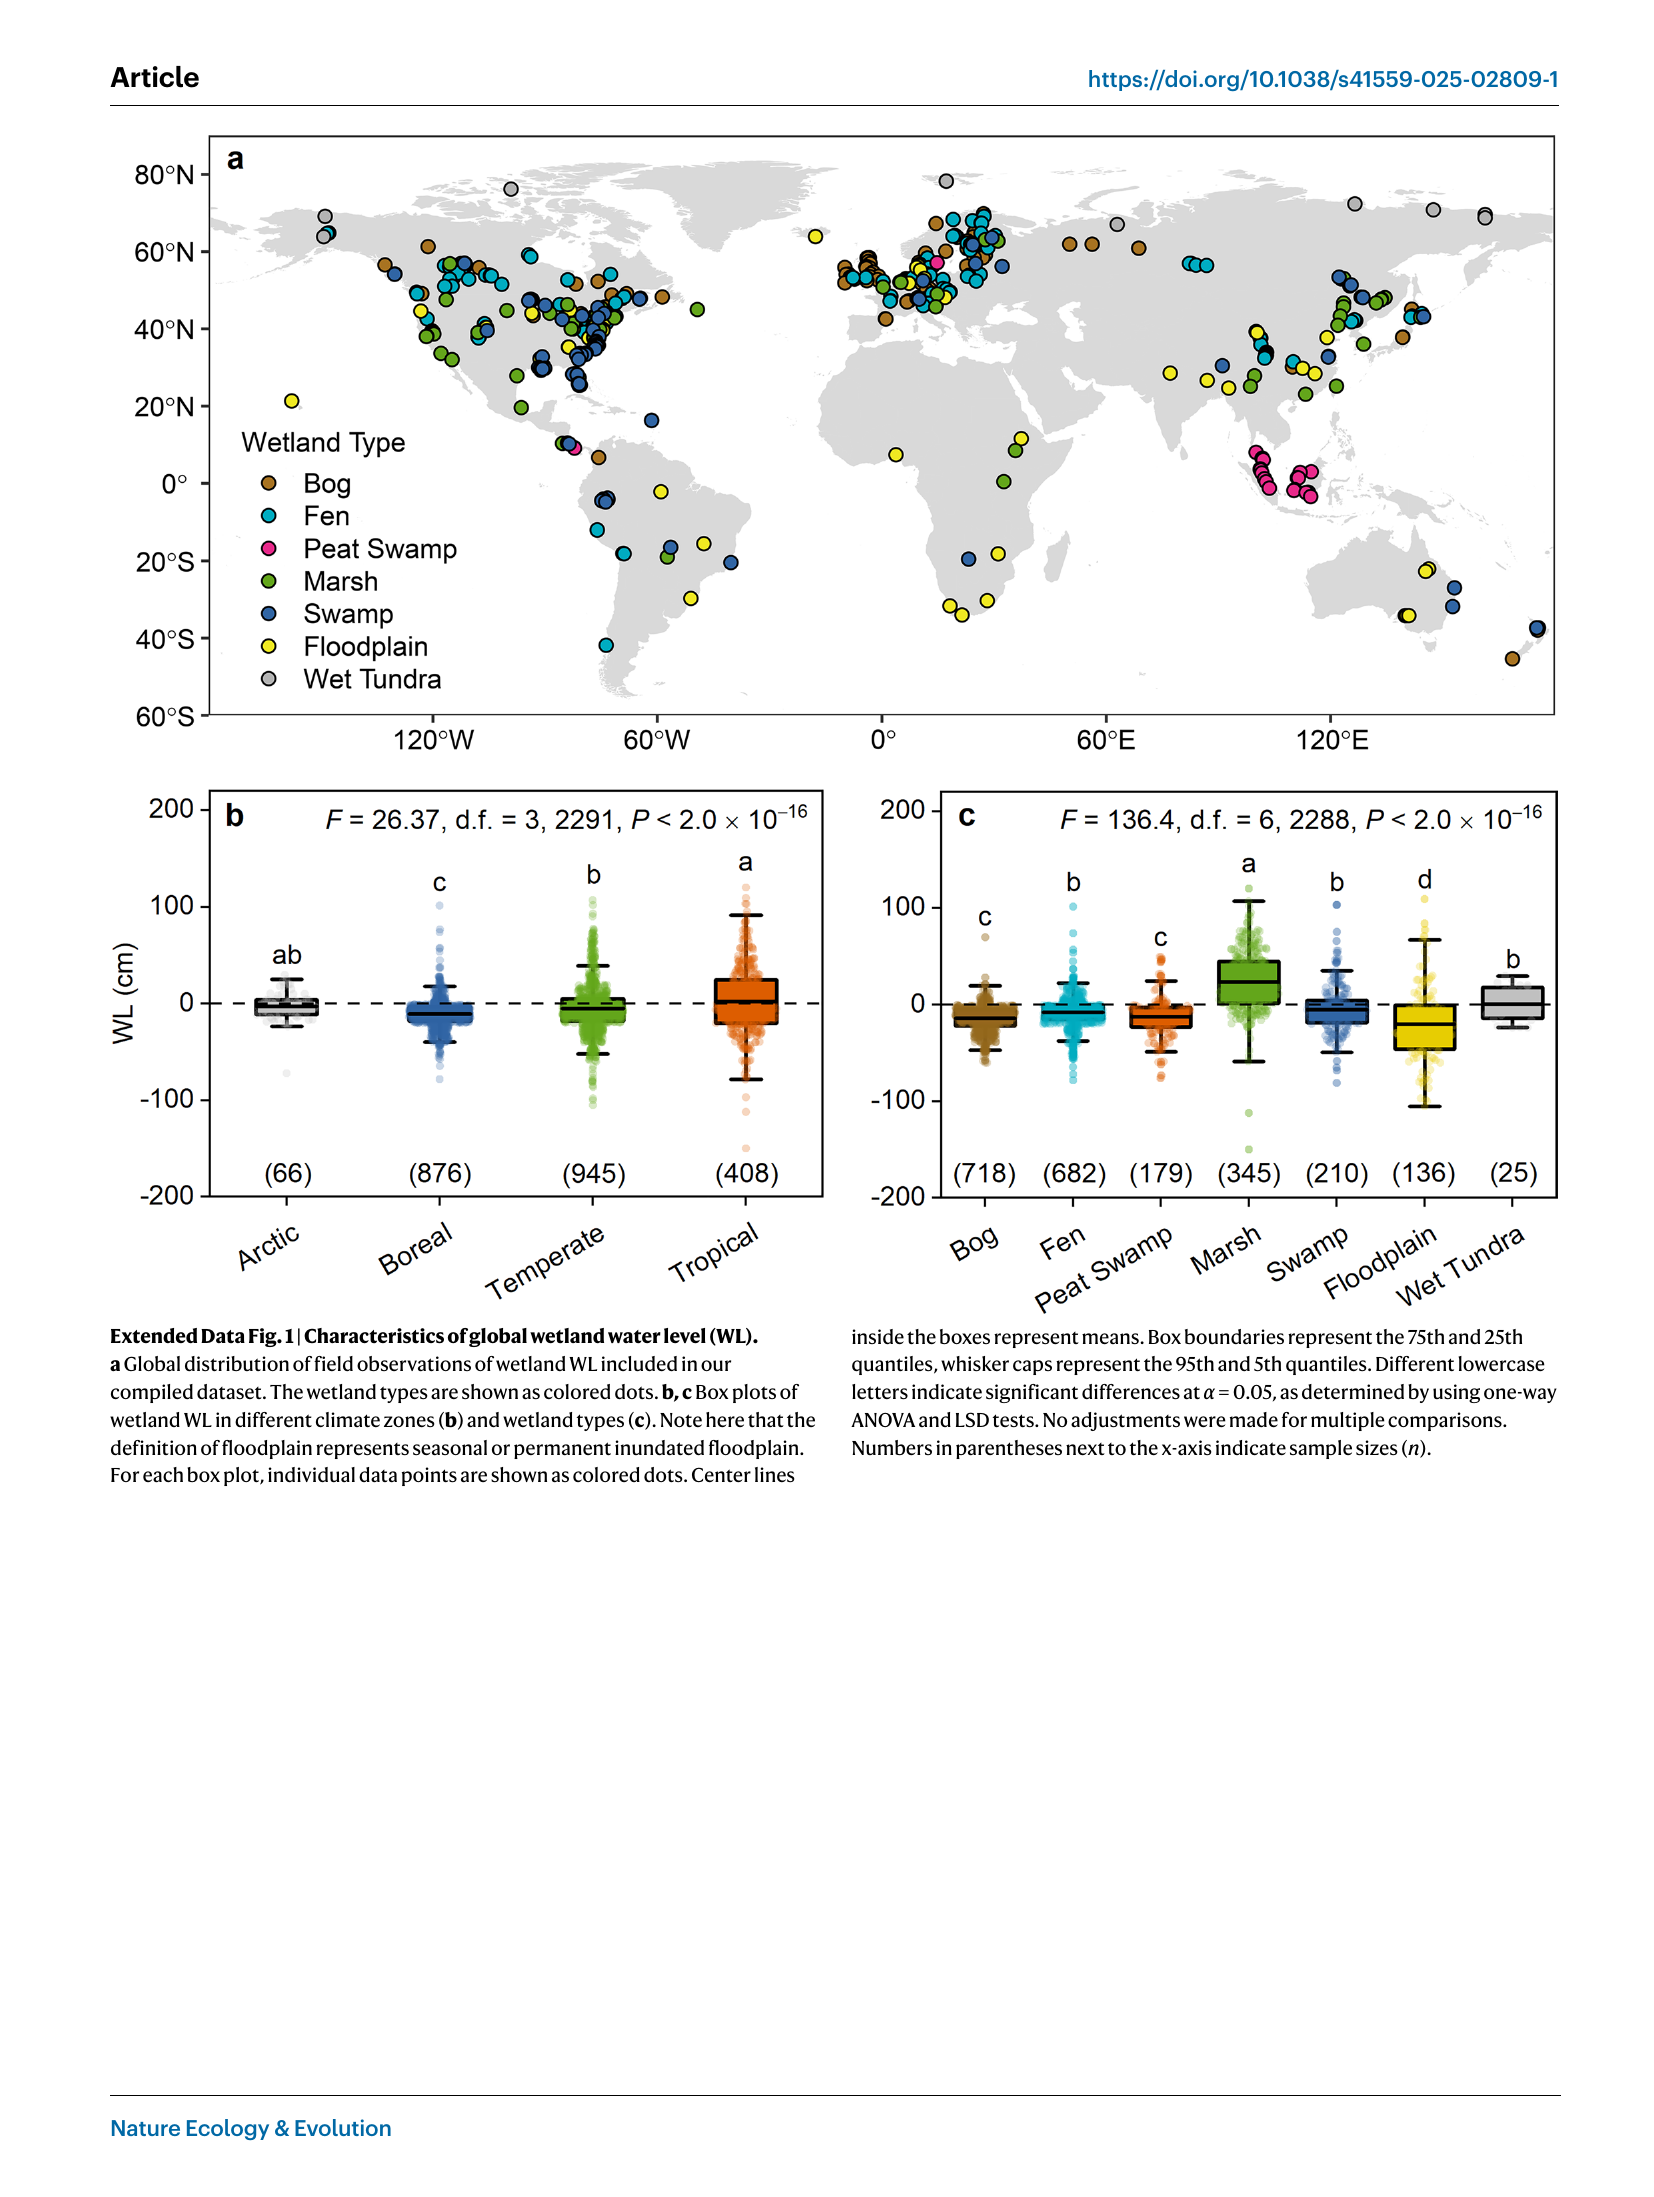 Article
https://doi.org/10.1038/s41559-025-02809-1
a
80°N
60°N
40°N
20°N
0°
20°S
40°S
60°S
Wetland Type
Bog
Fen
Peat Swamp
Marsh
Swamp
Floodplain
Wet Tundra
120°W
60°W
0°
60°E
120°E
b
F = 26.37, d.f. = 3, 2291, P < 2.0 × 10⁻¹⁶
WL (cm)
200
100
0
-100
-200
ab
c
b
a
(66)
(876)
(945)
(408)
Arctic
Boreal
Temperate
Tropical
c
F = 136.4, d.f. = 6, 2288, P < 2.0 × 10⁻¹⁶
200
100
0
-100
-200
c
b
c
a
b
d
b
(718)
(682)
(179)
(345)
(210)
(136)
(25)
Bog
Fen
Peat Swamp
Marsh
Swamp
Floodplain
Wet Tundra
Extended Data Fig. 1 | Characteristics of global wetland water level (WL).
a Global distribution of field observations of wetland WL included in our
compiled dataset. The wetland types are shown as colored dots. b, c Box plots of
wetland WL in different climate zones (b) and wetland types (c). Note here that the
definition of floodplain represents seasonal or permanent inundated floodplain.
For each box plot, individual data points are shown as colored dots. Center lines
inside the boxes represent means. Box boundaries represent the 75th and 25th
quantiles, whisker caps represent the 95th and 5th quantiles. Different lowercase
letters indicate significant differences at α = 0.05, as determined by using one-way
ANOVA and LSD tests. No adjustments were made for multiple comparisons.
Numbers in parentheses next to the x-axis indicate sample sizes (n).
Nature Ecology & Evolution